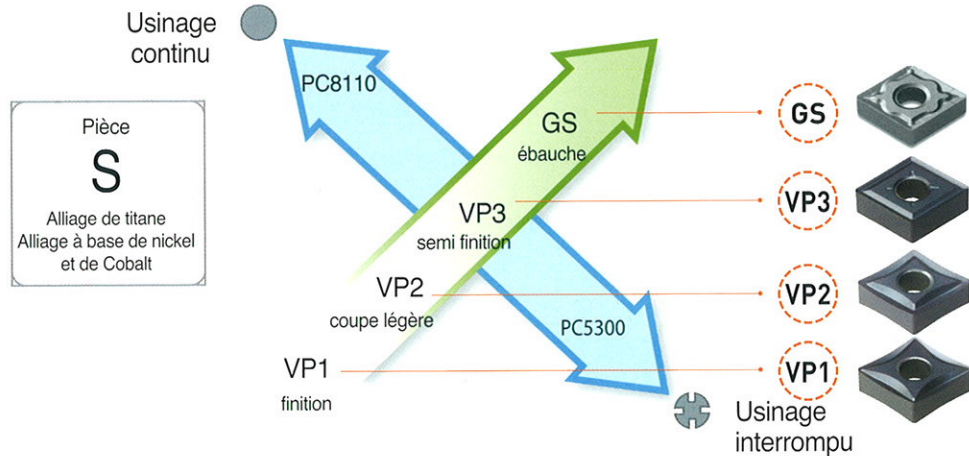 Usinage
continu
PC8110
Pièce
S
Alliage de titane
Alliage à base de nickel
et de Cobalt
GS
ébauche
VP3
semi finition
VP2
coupe légère
PC5300
VP1
finition
GS
VP3
VP2
VP1
Usinage
interrompu